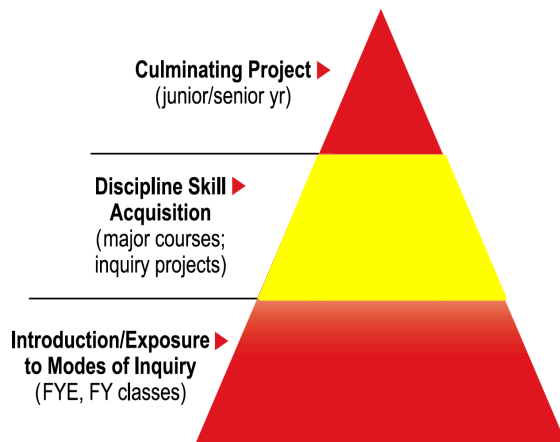 Culminating Project
(junior/senior yr)
Discipline Skill
Acquisition
(major courses;
inquiry projects)
Introduction/Exposure
to Modes of Inquiry
(FYE, FY classes)